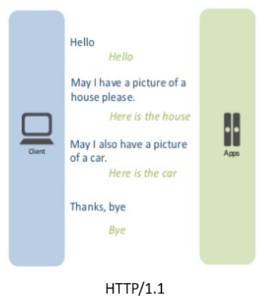 Hello
Hello
May I have a picture of a
house please.
Here is the house
May I also have a picture
of a car.
Here is the car
Client
Apps
Thanks, bye
Bye
HTTP/1.1